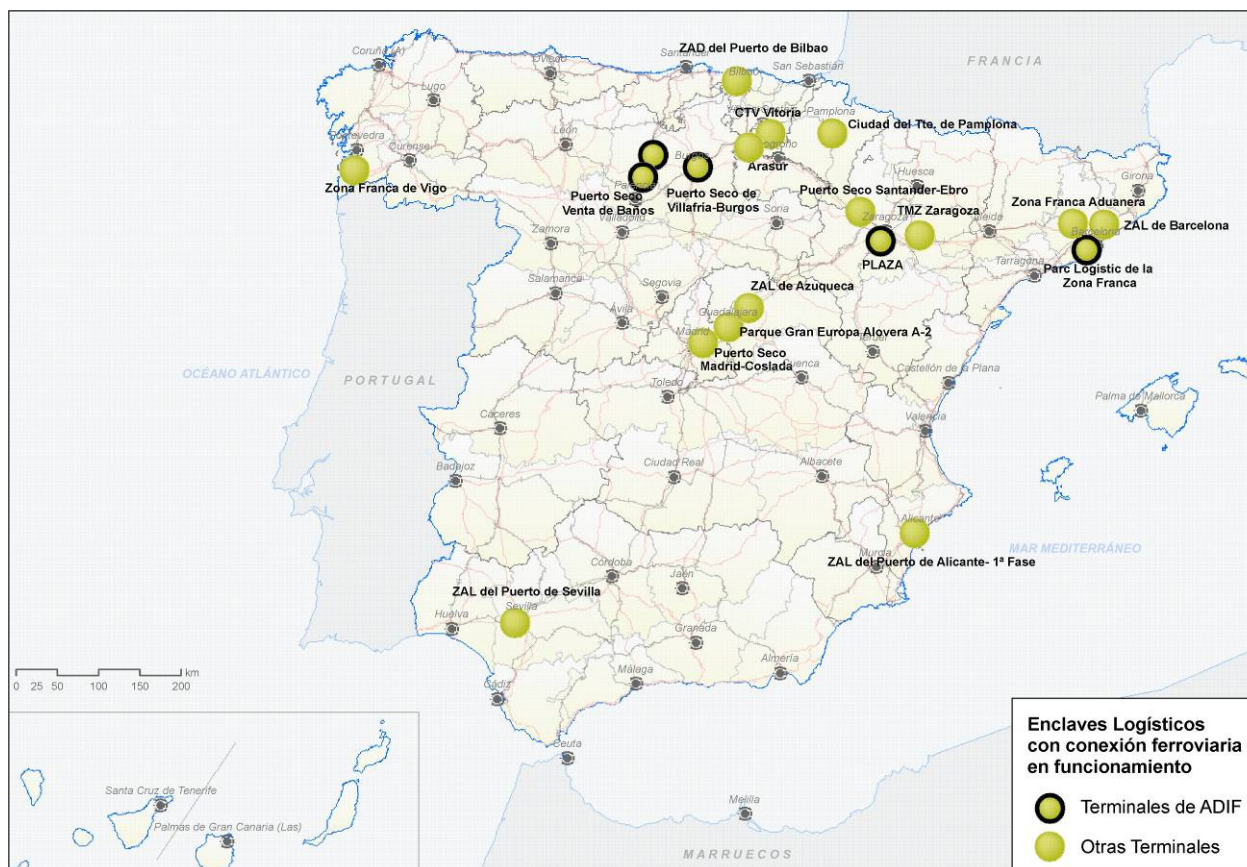 ZAD del Puerto de Bilbao
FRANCIA
Coruña (A)
Oviedo
Santander
Bilbao
San Sebastián
Lugo
CTV Vitoria
Pamplona
Ciudad del Tte. de Pamplona
León
Pontevedra
Ourense
Burgos
Logroño
Arasur
Huesca
Girona
Zona Franca de Vigo
Palencia
Puerto Seco
Venta de Baños
Puerto Seco de
Villafría-Burgos
Puerto Seco Santander-Ebro
Zona Franca Aduanera
TMZ Zaragoza
Zaragoza
Lleida
ZAL de Barcelona
Barcelona
Valladolid
Soria
Zamora
PLAZA
Tarragona
Parc Logístic de la
Zona Franca
Salamanca
Segovia
ZAL de Azuqueca
Guadalajara
Ávila
Madrid
Parque Gran Europa Alovera A-2
Puerto Seco
Madrid-Coslada
Teruel
Cuenca
OCÉANO ATLÁNTICO
PORTUGAL
Toledo
Castellón de la Plana
Palma de Mallorca
Cáceres
Valencia
Badajoz
Ciudad Real
Albacete
Alicante
MAR MEDITERRÁNEO
Murcia
ZAL del Puerto de Alicante- 1ª Fase
Córdoba
Jaén
ZAL del Puerto de Sevilla
Sevilla
Huelva
Granada
Almería
Málaga
km
0 25 50 100 150 200
Cádiz
Ceuta
Melilla
MARRUECOS
Santa Cruz de Tenerife
Palmas de Gran Canaria (Las)
Enclaves Logísticos
con conexión ferroviaria
en funcionamiento
Terminales de ADIF
Otras Terminales